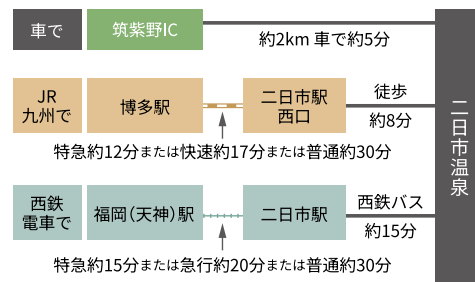 車で
筑紫野IC
約2km 車で約5分
JR
九州で
博多駅
二日市駅
西口
徒歩
約8分
特急約12分または快速約17分または普通約30分
西鉄
電車で
福岡(天神)駅
二日市駅
西鉄バス
約15分
特急約15分または急行約20分または普通約30分
二日市温泉